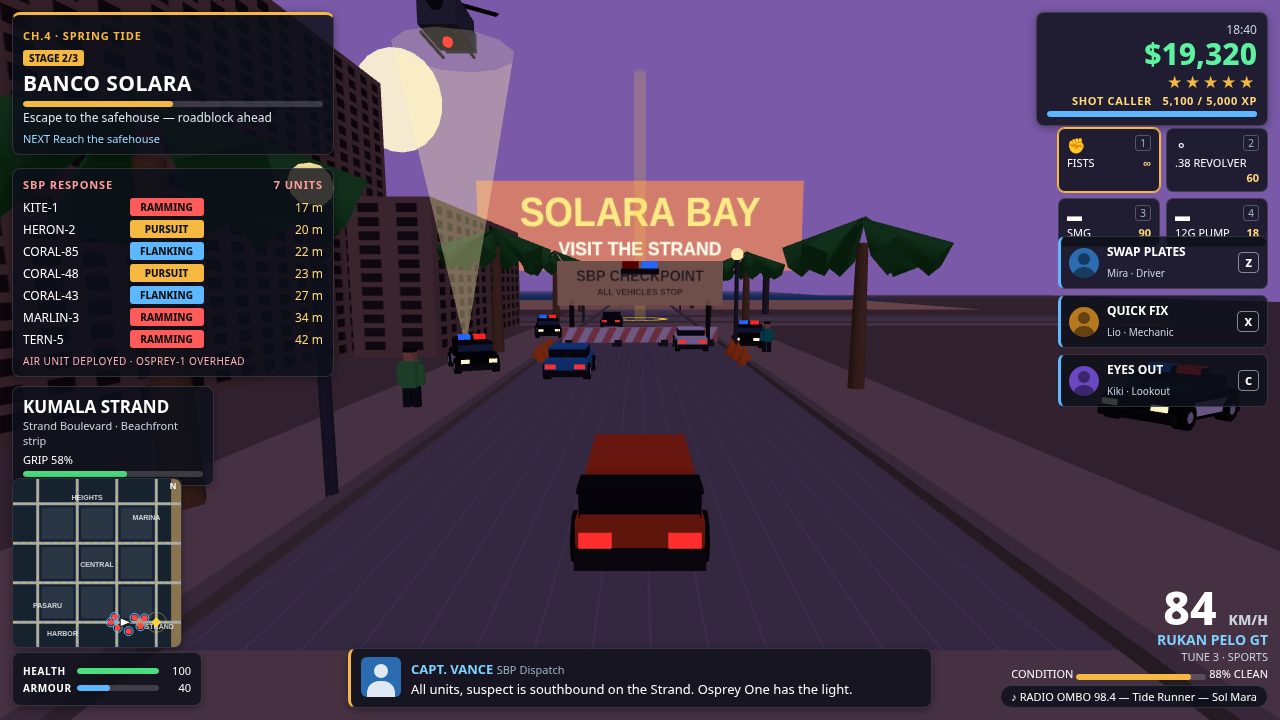 CH.4 · SPRING TIDE
STAGE 2/3
BANCO SOLARA
Escape to the safehouse — roadblock ahead
NEXT Reach the safehouse
SBP RESPONSE 7 UNITS
KITE-1 RAMMING 17 m
HERON-2 PURSUIT 20 m
CORAL-85 FLANKING 22 m
CORAL-48 PURSUIT 23 m
CORAL-43 FLANKING 27 m
MARLIN-3 RAMMING 34 m
TERN-5 RAMMING 42 m
AIR UNIT DEPLOYED · OSPREY-1 OVERHEAD
KUMALA STRAND
Strand Boulevard · Beachfront
strip
GRIP 58%
N
HEIGHTS
MARINA
CENTRAL
PASARU
STRAND
HARBOR
HEALTH 100
ARMOUR 40
SOLARA BAY
VISIT THE STRAND
SBP CHECKPOINT
ALL VEHICLES STOP
CAPT. VANCE SBP Dispatch
All units, suspect is southbound on the Strand. Osprey One has the light.
18:40
$19,320
★★★★★
SHOT CALLER 5,100 / 5,000 XP
1
FISTS ∞
2
.38 REVOLVER
60
3
SMG 90
4
12G PUMP 18
SWAP PLATES
Mira · Driver
Z
QUICK FIX
Lio · Mechanic
X
EYES OUT
Kiki · Lookout
C
84 KM/H
RUKAN PELO GT
TUNE 3 · SPORTS
CONDITION 88% CLEAN
♪ RADIO OMBO 98.4 — Tide Runner — Sol Mara